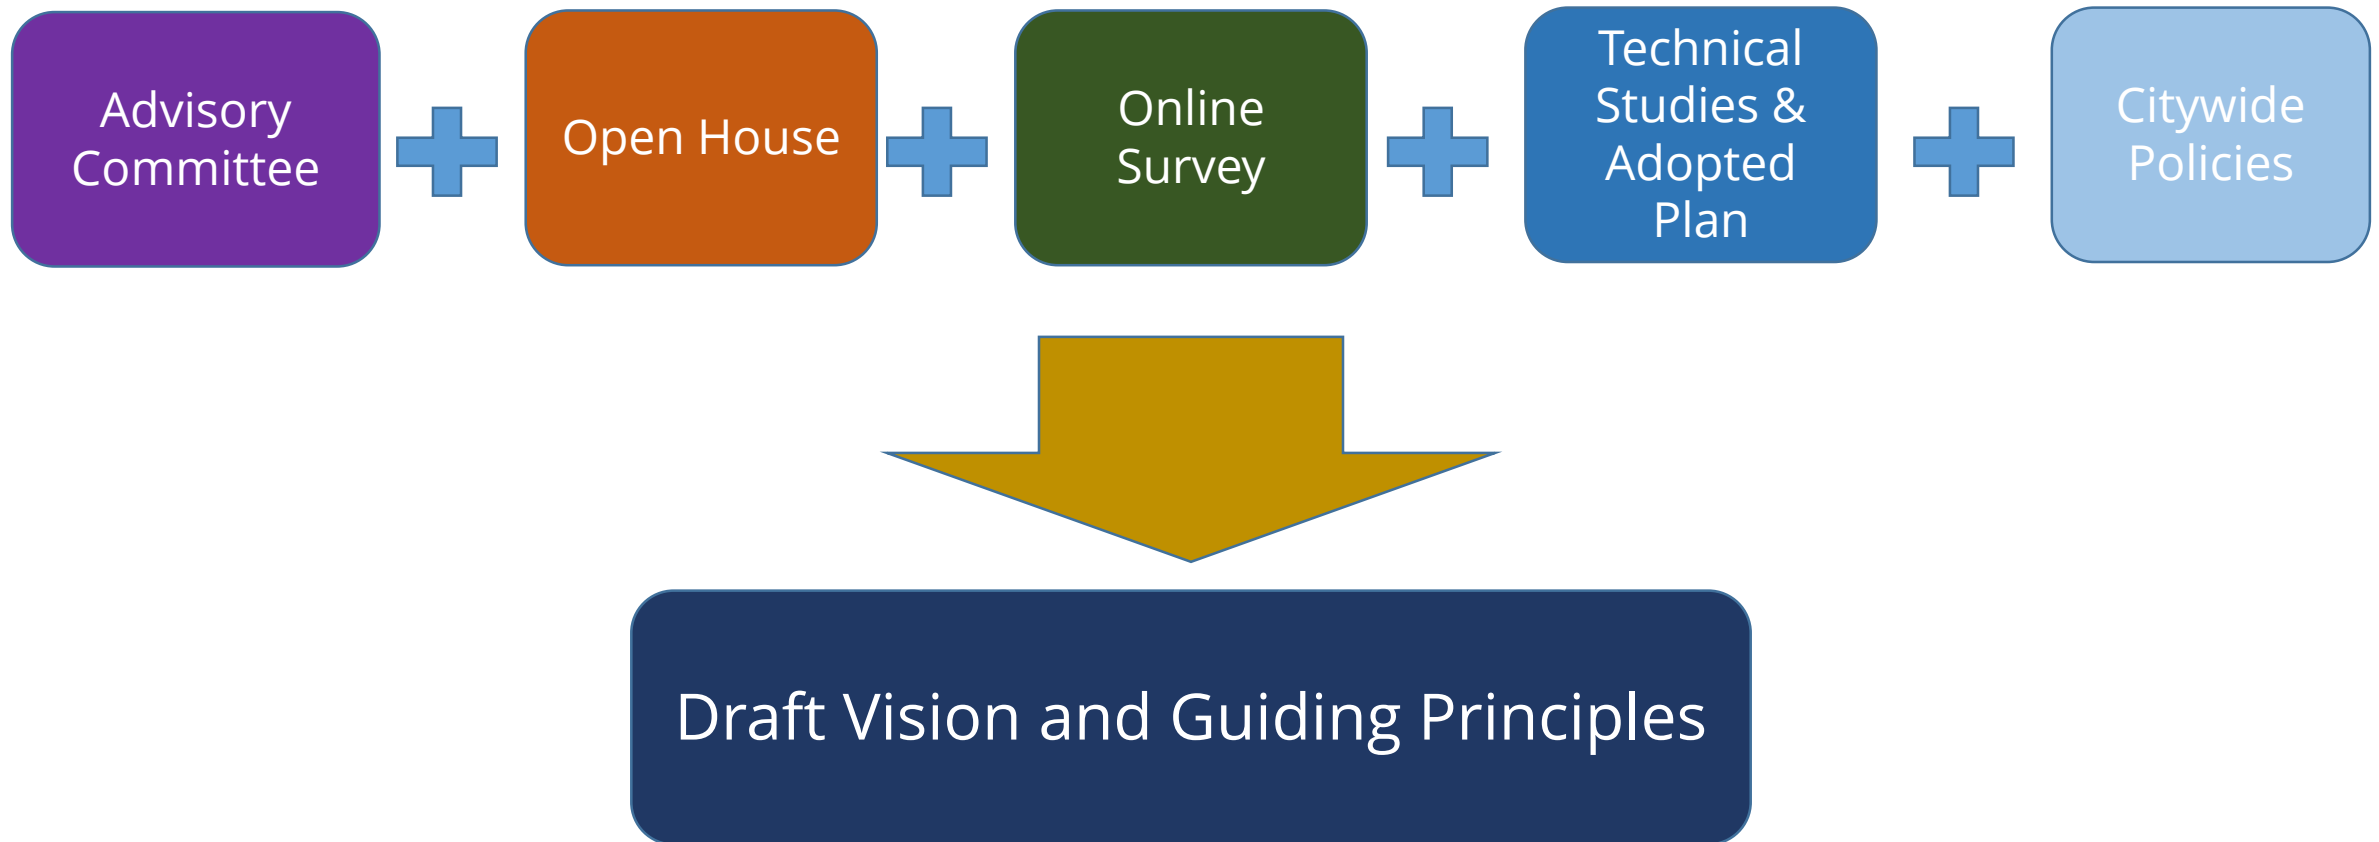 Advisory
Committee
Open House
Online
Survey
Technical
Studies &
Adopted
Plan
Citywide
Policies
Draft Vision and Guiding Principles